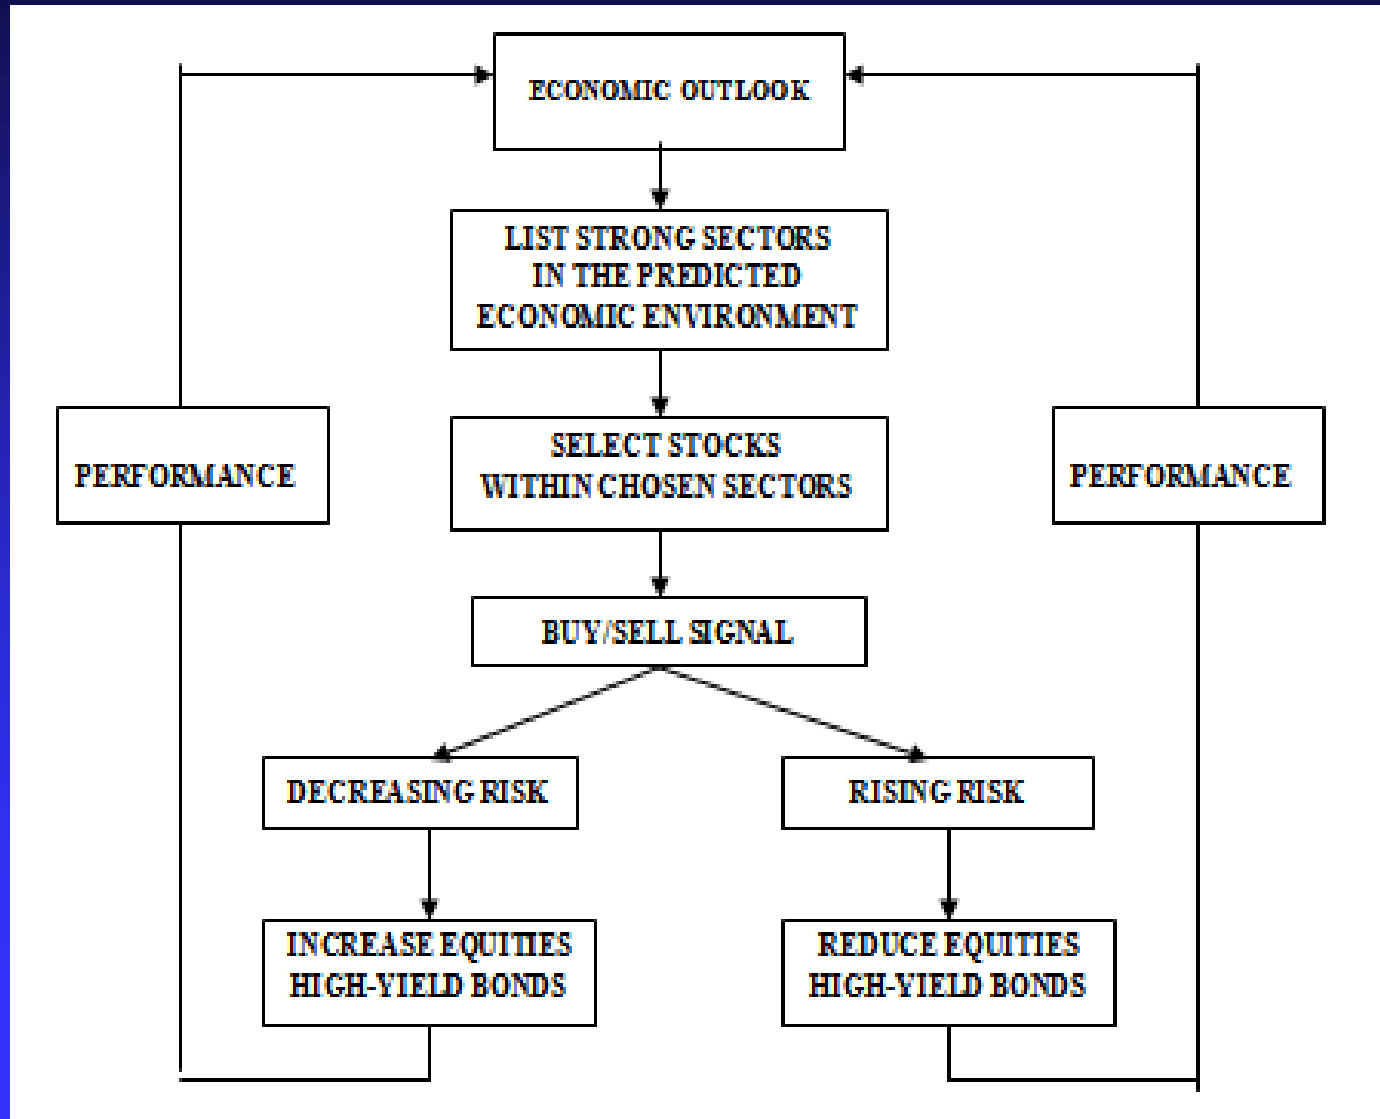 ECONOMIC OUTLOOK
LIST STRONG SECTORS
IN THE PREDICTED
ECONOMIC ENVIRONMENT
PERFORMANCE
SELECT STOCKS
WITHIN CHOSEN SECTORS
PERFORMANCE
BUY/SELL SIGNAL
DECREASING RISK
RISING RISK
INCREASE EQUITIES
HIGH-YIELD BONDS
REDUCE EQUITIES
HIGH-YIELD BONDS